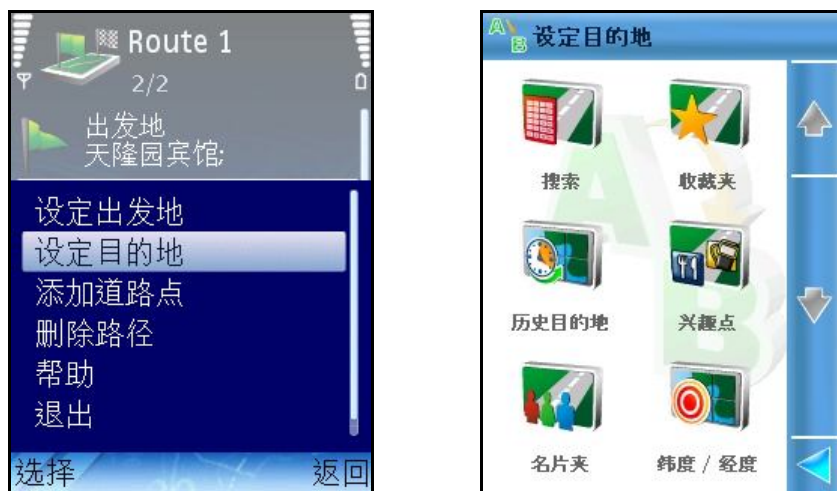 Route 1
2/2
出发地
天隆园宾馆;
设定出发地
设定目的地
添加道路点
删除路径
帮助
退出
选择 返回
A B 设定目的地
搜索 收藏夹
历史目的地 兴趣点
名片夹 纬度 / 经度